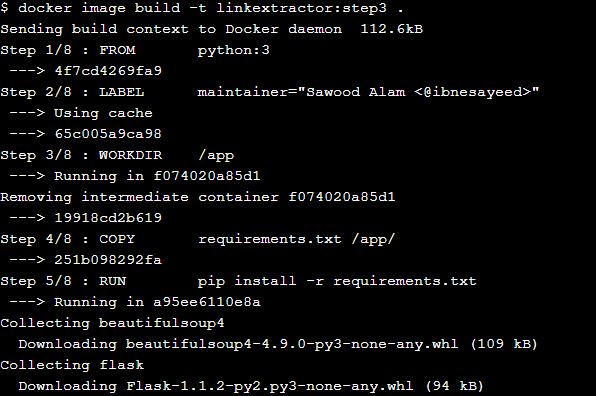 $ docker image build -t linkextractor:step3 .
Sending build context to Docker daemon  112.6kB
Step 1/8 : FROM       python:3
 ---> 4f7cd4269fa9
Step 2/8 : LABEL      maintainer="Sawood Alam <@ibnesayeed>"
 ---> Using cache
 ---> 65c005a9ca98
Step 3/8 : WORKDIR    /app
 ---> Running in f074020a85d1
Removing intermediate container f074020a85d1
 ---> 19918cd2b619
Step 4/8 : COPY       requirements.txt /app/
 ---> 251b098292fa
Step 5/8 : RUN        pip install -r requirements.txt
 ---> Running in a95ee6110e8a
Collecting beautifulsoup4
  Downloading beautifulsoup4-4.9.0-py3-none-any.whl (109 kB)
Collecting flask
  Downloading Flask-1.1.2-py2.py3-none-any.whl (94 kB)